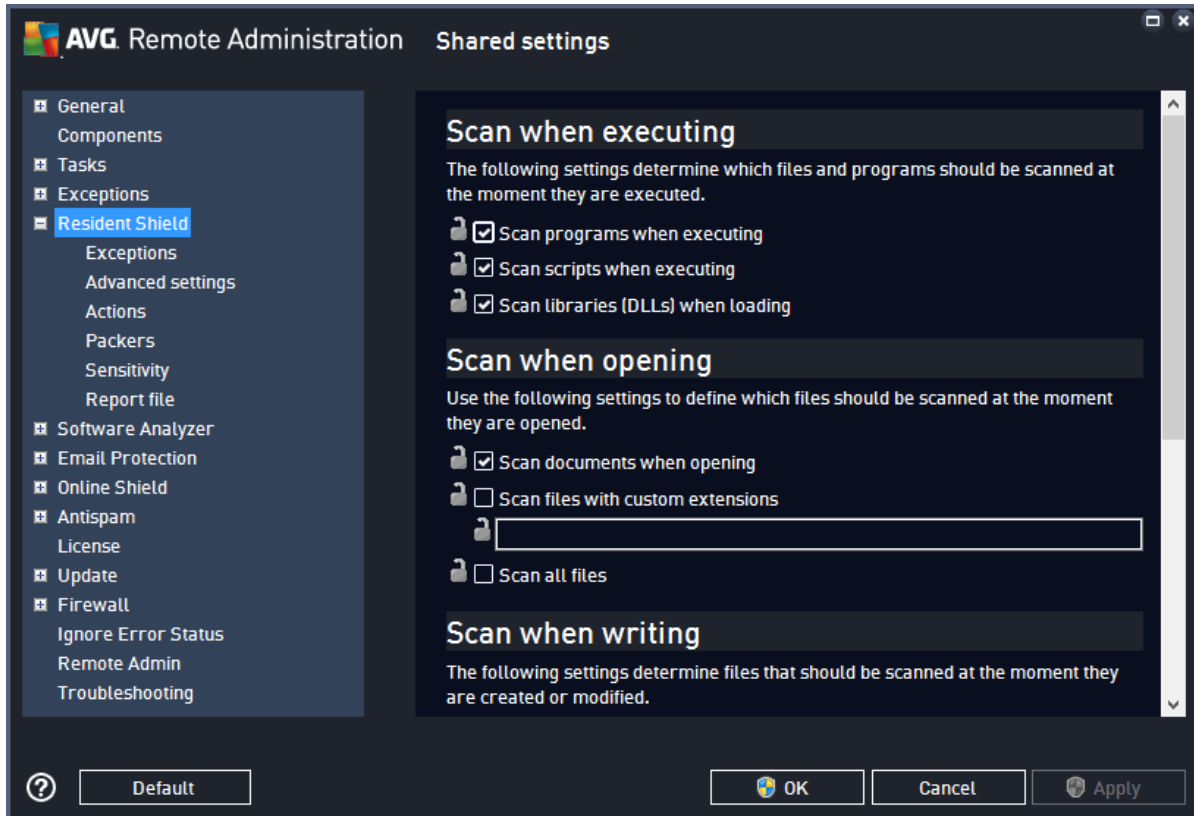 AVG. Remote Administration
Shared settings
General
Components
Tasks
Exceptions
Resident Shield
Exceptions
Advanced settings
Actions
Packers
Sensitivity
Report file
Software Analyzer
Email Protection
Online Shield
Antispam
License
Update
Firewall
Ignore Error Status
Remote Admin
Troubleshooting
Scan when executing
The following settings determine which files and programs should be scanned at
the moment they are executed.
Scan programs when executing
Scan scripts when executing
Scan libraries (DLLs) when loading
Scan when opening
Use the following settings to define which files should be scanned at the moment
they are opened.
Scan documents when opening
Scan files with custom extensions
Scan all files
Scan when writing
The following settings determine files that should be scanned at the moment they
are created or modified.
Default
OK
Cancel
Apply